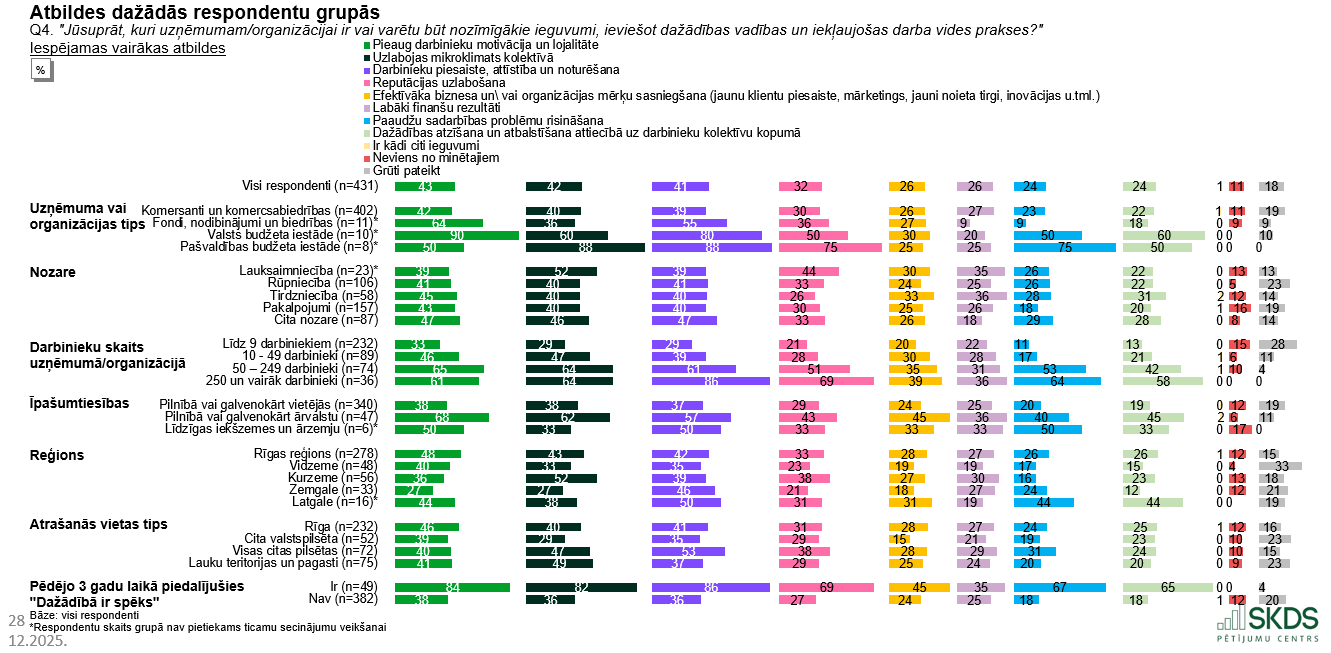 Atbildes dažādās respondentu grupās
Q4. "Jūsuprāt, kuri uzņēmumam/organizācijai ir vai varētu būt nozīmīgākie ieguvumi, ieviešot dažādības vadības un iekļaujošas darba vides prakses?"
Iespējamas vairākas atbildes
%
Pieaug darbinieku motivācija un lojalitāte
Uzlabojas mikroklimats kolektīvā
Darbinieku piesaiste, attīstība un noturēšana
Reputācijas uzlabošana
Efektīvāka biznesa un\ vai organizācijas mērķu sasniegšana (jaunu klientu piesaiste, mārketings, jauni noieta tirgi, inovācijas u.tml.)
Labāki finanšu rezultāti
Paaudžu sadarbības problēmu risināšana
Dažādības atzīšana un atbalstīšana attiecībā uz darbinieku kolektīvu kopumā
Ir kādi citi ieguvumi
Neviens no minētajiem
Grūti pateikt
Visi respondenti (n=431) 43 42 41 32 26 26 24 24 1 11 18
Uzņēmuma vai organizācijas tips
Komersanti un komercsabiedrības (n=402) 42 40 39 30 26 27 23 22 1 11 19
Fondi, nodibinājumi un biedrības (n=11)* 64 36 55 36 27 9 9 18 0 9 9
Valsts budžeta iestāde (n=10)* 90 60 80 50 30 20 50 60 0 0 10
Pašvaldības budžeta iestāde (n=8)* 50 88 88 75 25 25 75 50 0 0 0
Nozare
Lauksaimniecība (n=23)* 39 52 39 44 30 35 26 22 0 13 13
Rūpniecība (n=106) 41 40 41 33 24 25 26 22 0 5 23
Tirdzniecība (n=58) 45 40 40 26 33 36 28 31 2 12 14
Pakalpojumi (n=157) 43 40 40 30 25 26 18 20 1 16 19
Cita nozare (n=87) 47 46 47 33 26 18 29 28 0 8 14
Darbinieku skaits uzņēmumā/organizācijā
Līdz 9 darbiniekiem (n=232) 33 29 29 21 20 22 11 13 0 15 28
10 - 49 darbinieki (n=89) 46 47 39 28 30 28 17 21 1 6 11
50 – 249 darbinieki (n=74) 65 64 61 51 35 31 53 42 1 10 4
250 un vairāk darbinieki (n=36) 61 64 86 69 39 36 64 58 0 0 0
Īpašumtiesības
Pilnībā vai galvenokārt vietējās (n=340) 38 38 37 29 24 25 20 19 0 12 19
Pilnībā vai galvenokārt ārvalstu (n=47) 68 62 57 43 45 36 40 45 2 6 11
Līdzīgas iekšzemes un ārzemju (n=6)* 50 33 50 33 33 33 50 33 0 17 0
Reģions
Rīgas reģions (n=278) 48 43 42 33 28 27 26 26 1 12 15
Vidzeme (n=48) 40 33 35 23 19 19 17 15 0 4 33
Kurzeme (n=56) 36 52 39 38 27 30 16 23 0 13 18
Zemgale (n=33) 27 27 46 21 18 27 24 12 0 12 21
Latgale (n=16)* 44 38 50 31 31 19 44 44 0 0 19
Atrašanās vietas tips
Rīga (n=232) 46 40 41 31 28 27 24 25 1 12 16
Cita valstspilsēta (n=52) 39 29 35 29 15 21 19 23 0 10 23
Visas citas pilsētas (n=72) 40 47 53 38 28 29 31 24 0 10 15
Lauku teritorijas un pagasti (n=75) 41 49 37 29 25 24 20 20 0 9 23
Pēdējo 3 gadu laikā piedalījušies "Dažādībā ir spēks"
Ir (n=49) 84 82 86 69 45 35 67 65 0 0 4
Nav (n=382) 38 36 36 27 24 25 18 18 1 12 20
Bāze: visi respondenti
*Respondentu skaits grupā nav pietiekams ticamu secinājumu veikšanai
28
12.2025.
SKDS
PĒTĪJUMU CENTRS